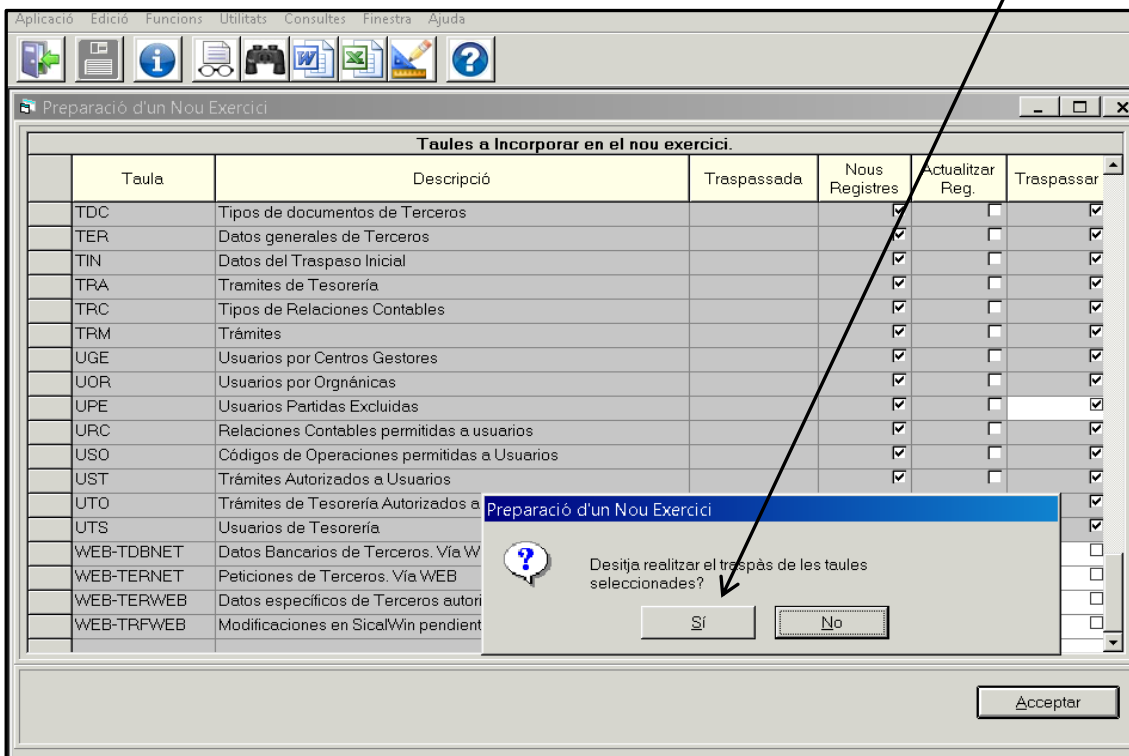 Aplicació Edició Funcions Utilitats Consultes Finestra Ajuda
Preparació d'un Nou Exercici
Taules a Incorporar en el nou exercici.
Taula Descripció Traspassada Nous Registres Actualitzar Reg. Traspassar
TDC Tipos de documentos de Terceros
TER Datos generales de Terceros
TIN Datos del Traspaso Inicial
TRA Tramites de Tesorería
TRC Tipos de Relaciones Contables
TRM Trámites
UGE Usuarios por Centros Gestores
UOR Usuarios por Orgnánicas
UPE Usuarios Partidas Excluidas
URC Relaciones Contables permitidas a usuarios
USO Códigos de Operaciones permitidas a Usuarios
UST Trámites Autorizados a Usuarios
UTO Trámites de Tesorería Autorizados a
UTS Usuarios de Tesorería
WEB-TDBNET Datos Bancarios de Terceros. Vía W
WEB-TERNET Peticiones de Terceros. Vía WEB
WEB-TERWEB Datos específicos de Terceros autori
WEB-TRFWEB Modificaciones en SicalWin pendient
Preparació d'un Nou Exercici
Desitja realitzar el traspàs de les taules
seleccionades?
Sí No
Acceptar